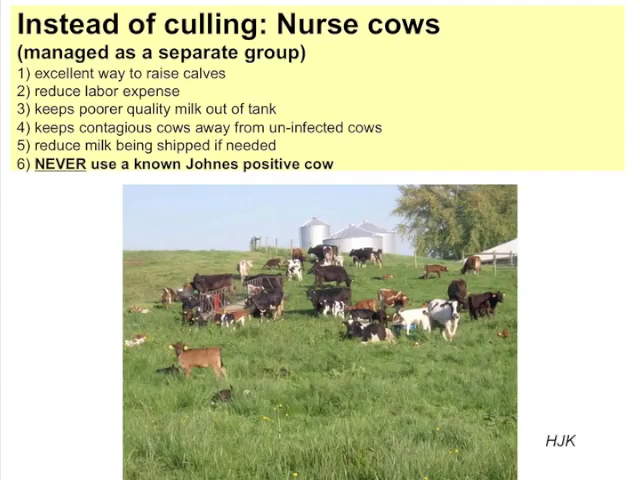 Instead of culling: Nurse cows
(managed as a separate group)
1) excellent way to raise calves
2) reduce labor expense
3) keeps poorer quality milk out of tank
4) keeps contagious cows away from un-infected cows
5) reduce milk being shipped if needed
6) NEVER use a known Johnes positive cow
HJK